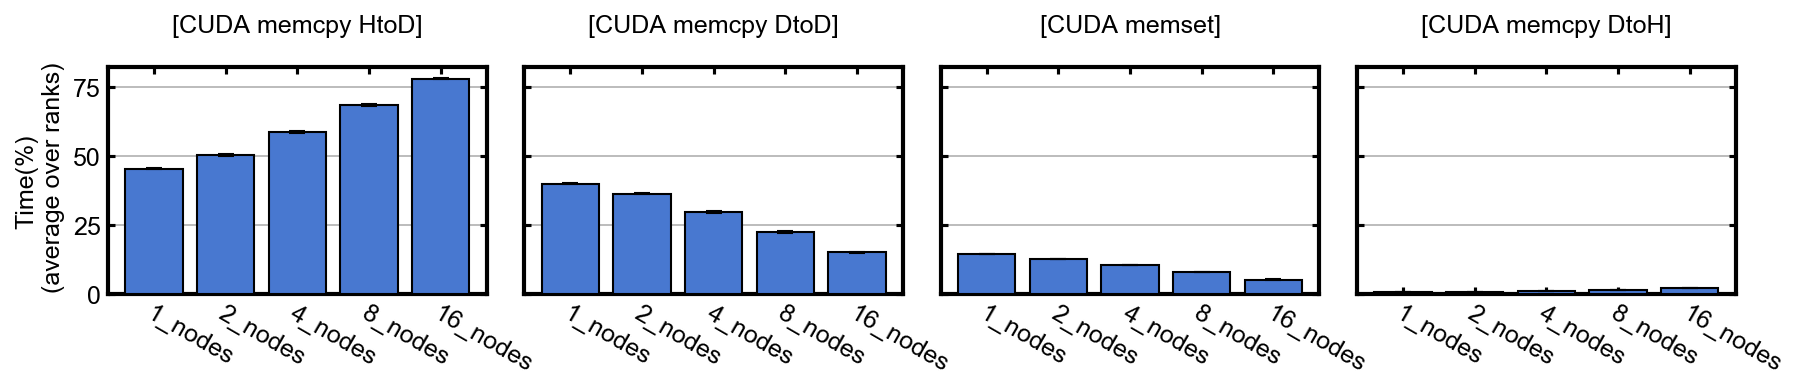 [CUDA memcpy HtoD]
[CUDA memcpy DtoD]
[CUDA memset]
[CUDA memcpy DtoH]
Time(%)
(average over ranks)
75
50
25
0
1_nodes
2_nodes
4_nodes
8_nodes
16_nodes
1_nodes
2_nodes
4_nodes
8_nodes
16_nodes
1_nodes
2_nodes
4_nodes
8_nodes
16_nodes
1_nodes
2_nodes
4_nodes
8_nodes
16_nodes